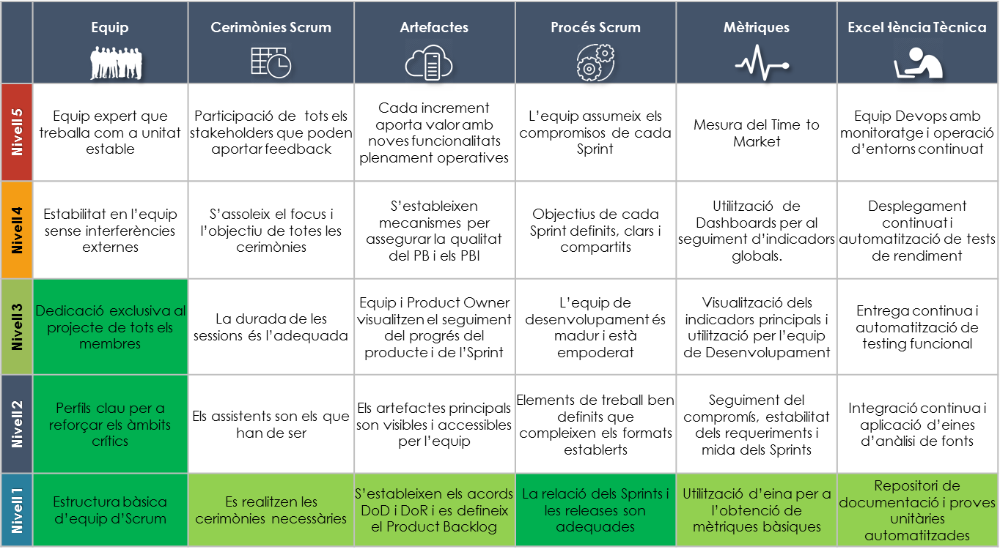 Equip
Cerimònies Scrum
Artefactes
Procés Scrum
Mètriques
Excel·lència Tècnica
Nivell 5
Equip expert que
treballa com a unitat
estable
Participació de tots els
stakeholders que poden
aportar feedback
Cada increment
aporta valor amb
noves funcionalitats
plenament operatives
L'equip assumeix els
compromisos de cada
Sprint
Mesura del Time to
Market
Equip Devops amb
monitoratge i operació
d'entorns continuat
Nivell 4
Estabilitat en l'equip
sense interferències
externes
S'assoleix el focus i
l'objectiu de totes les
cerimònies
S'estableixen
mecanismes per
assegurar la qualitat
del PB i els PBI
Objectius de cada
Sprint definits, clars i
compartits
Utilització de
Dashboards per al
seguiment d'indicadors
globals.
Desplegament
continuat i
automatització de tests
de rendiment
Nivell 3
Dedicació exclusiva al
projecte de tots els
membres
La durada de les
sessions és l'adequada
Equip i Product Owner
visualitzen el seguiment
del progrés del
producte i de l'Sprint
L'equip de
desenvolupament és
madur i està
empoderat
Visualització dels
indicadors principals i
utilització per l'equip
de Desenvolupament
Entrega continua i
automatització de
testing funcional
Nivell 2
Perfils clau per a
reforçar els àmbits
crítics
Els assistents son els que
han de ser
Els artefactes principals
son visibles i accessibles
per l'equip
Elements de treball ben
definits que
compleixen els formats
establerts
Seguiment del
compromís, estabilitat
dels requeriments i
mida dels Sprints
Integració continua i
aplicació d'eines
d'anàlisi de fonts
Nivell 1
Estructura bàsica
d'equip d'Scrum
Es realitzen les
cerimònies necessàries
S'estableixen els acords
DoD i DoR i es defineix
el Product Backlog
La relació dels Sprints i
les releases son
adequades
Utilització d'eina per a
l'obtenció de
mètriques bàsiques
Repositori de
documentació i proves
unitàries
automatitzades